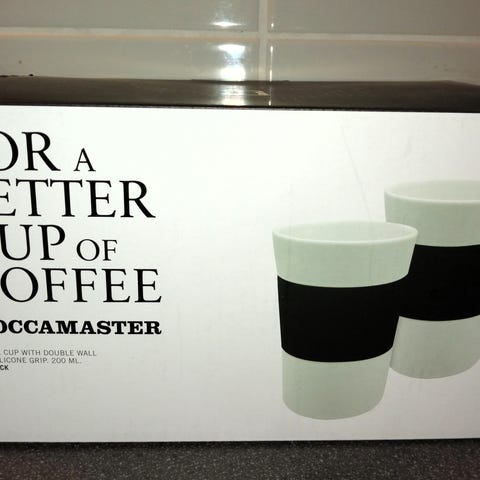 OR A
ETTER
UP OF
OFFEE
OCCAMASTER
CUP WITH DOUBLE WALL
LICONE GRIP. 200 ML.
CK